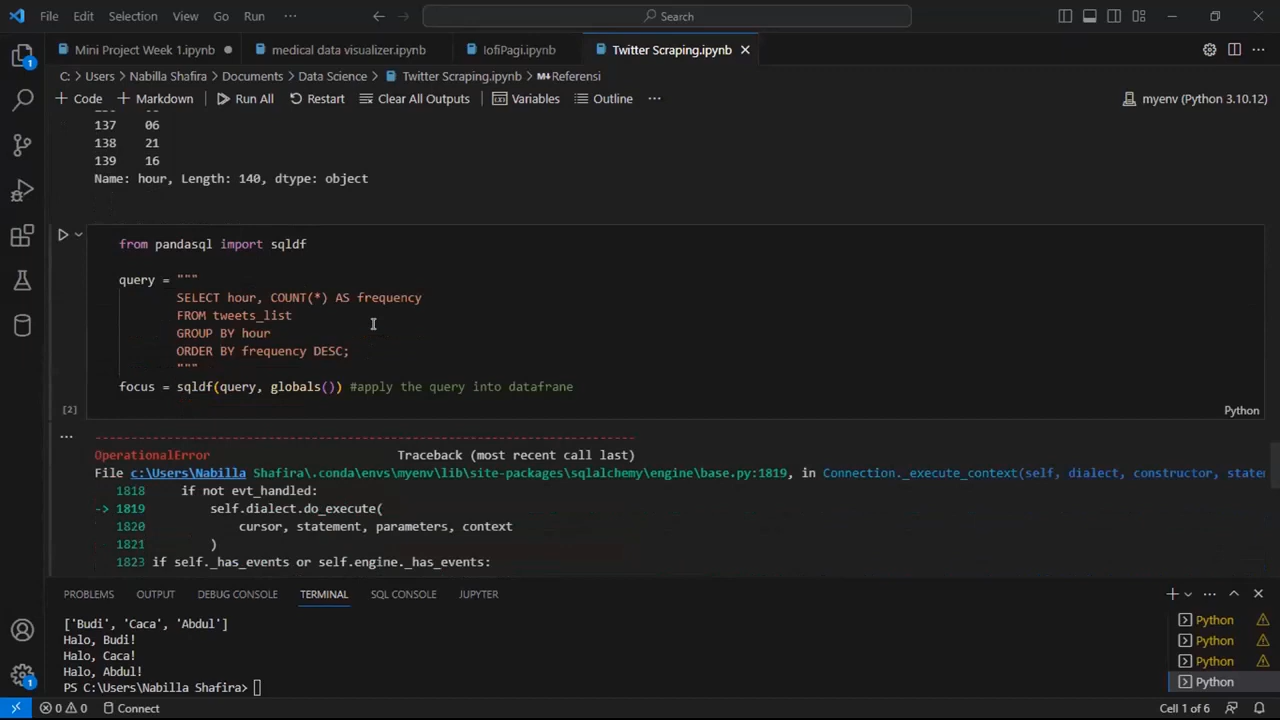 File Edit Selection View Go Run ··· Search
Mini Project Week 1.ipynb medical data visualizer.ipynb IofiPagi.ipynb Twitter Scraping.ipynb
C: > Users > Nabilla Shafira > Documents > Data Science > Twitter Scraping.ipynb > M↓Referensi
+ Code + Markdown Run All Restart Clear All Outputs Variables Outline ··· myenv (Python 3.10.12)
137 06
138 21
139 16
Name: hour, Length: 140, dtype: object
from pandasql import sqldf
query = """
SELECT hour, COUNT(*) AS frequency
FROM tweets_list
GROUP BY hour
ORDER BY frequency DESC;
"""
focus = sqldf(query, globals()) #apply the query into datafrane
[2] Python
---------------------------------------------------------------------------
OperationalError Traceback (most recent call last)
File c:\Users\Nabilla Shafira\.conda\envs\myenv\lib\site-packages\sqlalchemy\engine\base.py:1819, in Connection._execute_context(self, dialect, constructor, state
1818 if not evt_handled:
-> 1819 self.dialect.do_execute(
1820 cursor, statement, parameters, context
1821 )
1823 if self._has_events or self.engine._has_events:
PROBLEMS OUTPUT DEBUG CONSOLE TERMINAL SQL CONSOLE JUPYTER
['Budi', 'Caca', 'Abdul']
Halo, Budi!
Halo, Caca!
Halo, Abdul!
PS C:\Users\Nabilla Shafira>
Python
Python
Python
Python
1
1
0 0 Connect Cell 1 of 6